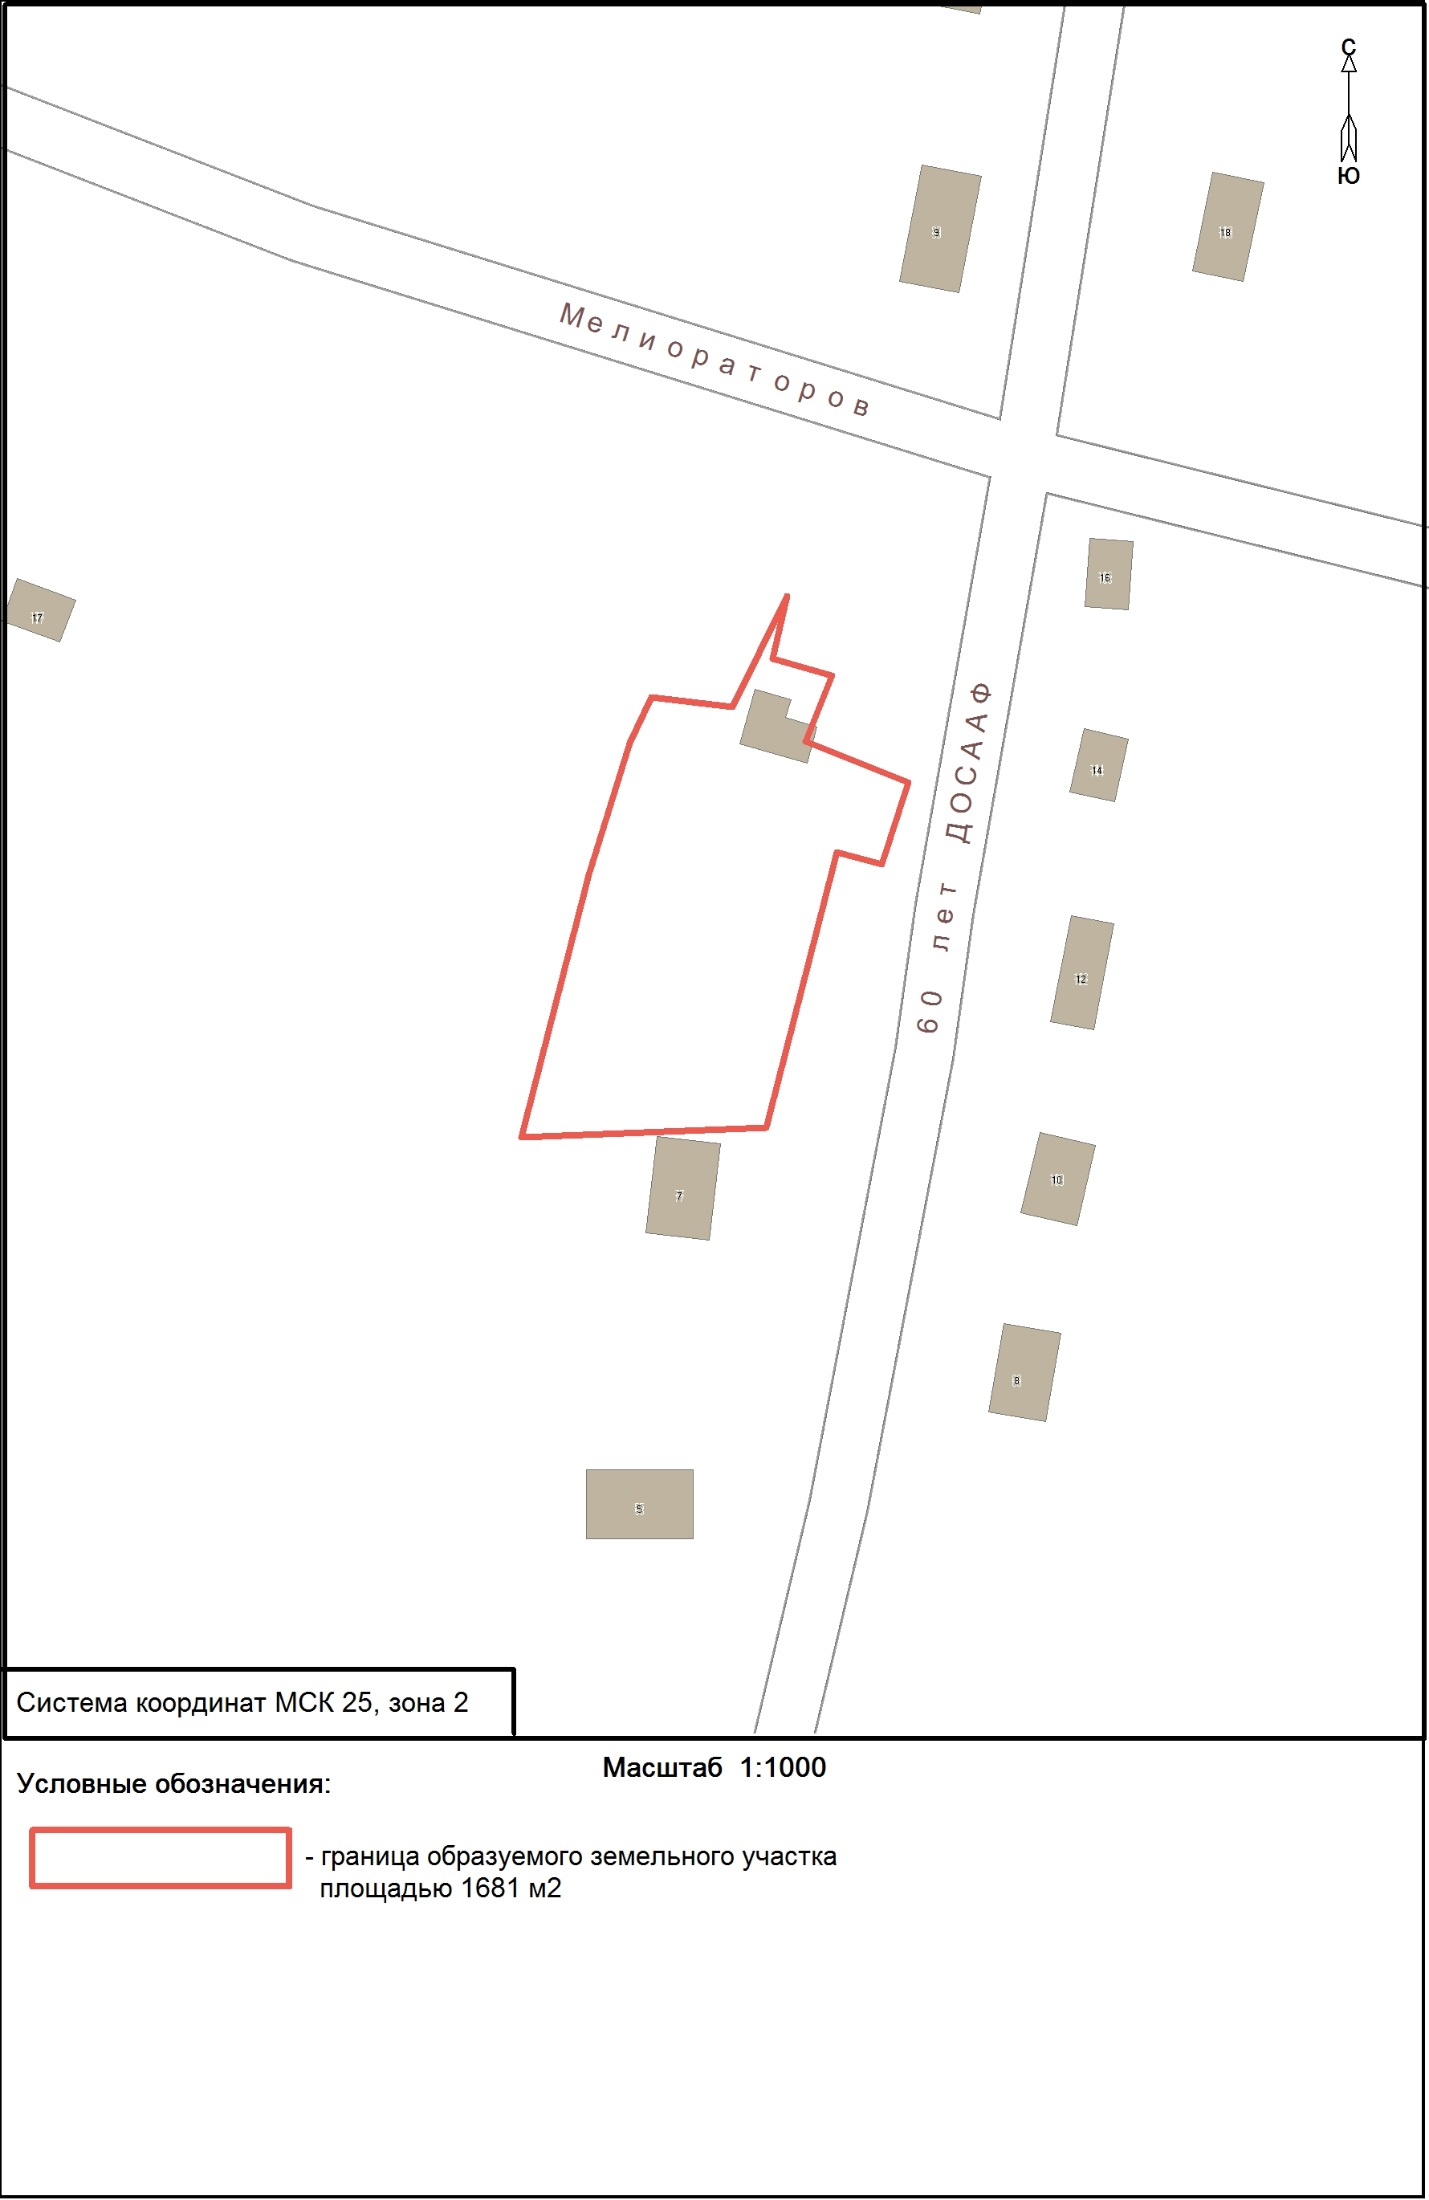 С
Ю
9
18
Мелиораторов
16
17
60 лет ДОСААФ
14
12
10
7
8
5
Система координат МСК 25, зона 2
Масштаб 1:1000
Условные обозначения:
- граница образуемого земельного участка
площадью 1681 м2